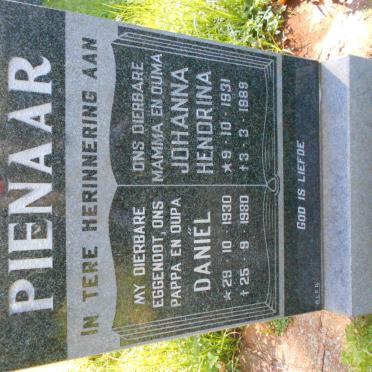 PIENAAR
IN TERE HERINNERING AAN
MY DIERBARE
EGGENOOT, ONS
PAPPA EN OUPA
DANIËL
★ 29 · 10 · 1930
† 25 · 9 · 1980
ONS DIERBARE
MAMMA EN OUMA
JOHANNA
HENDRINA
★ 9 · 10 · 1931
† 3 · 3 · 1989
GOD IS LIEFDE